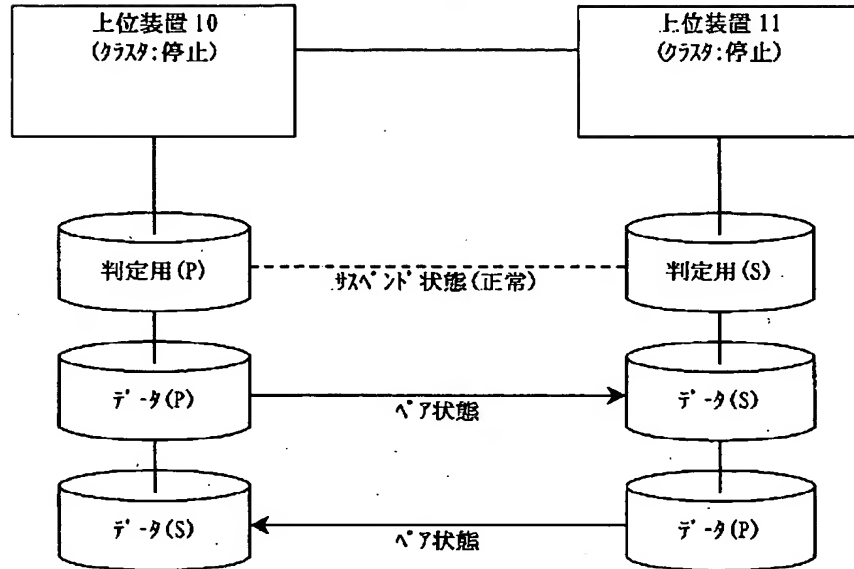 上位装置 10
(クラスタ:停止)
上位装置 11
(クラスタ:停止)
判定用(P)
サスペンド状態(正常)
判定用(S)
データ(P)
ペア状態
データ(S)
データ(S)
ペア状態
データ(P)